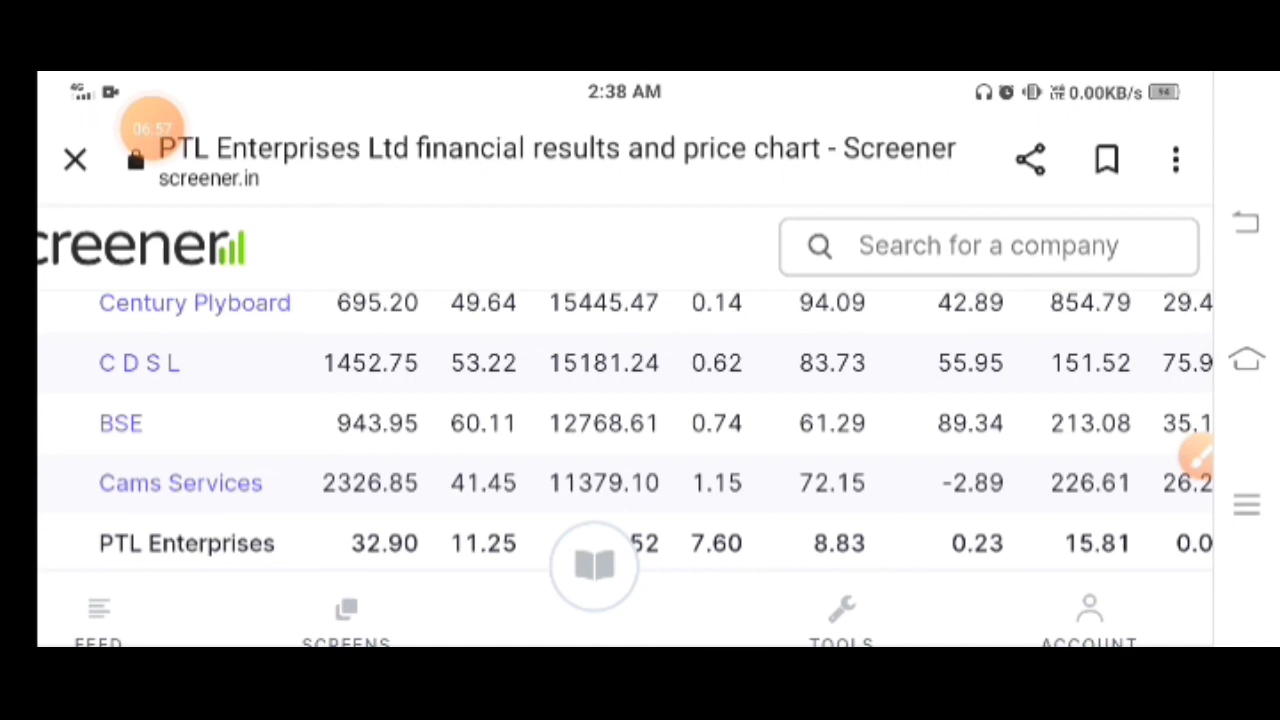 4G 2:38 AM 0.00KB/s 94
06:57
PTL Enterprises Ltd financial results and price chart - Screener
screener.in
creener Search for a company
Century Plyboard 695.20 49.64 15445.47 0.14 94.09 42.89 854.79 29.4
C D S L 1452.75 53.22 15181.24 0.62 83.73 55.95 151.52 75.9
BSE 943.95 60.11 12768.61 0.74 61.29 89.34 213.08 35.1
Cams Services 2326.85 41.45 11379.10 1.15 72.15 -2.89 226.61 26.2
PTL Enterprises 32.90 11.25 52 7.60 8.83 0.23 15.81 0.0
FEED SCREENS TOOLS ACCOUNT